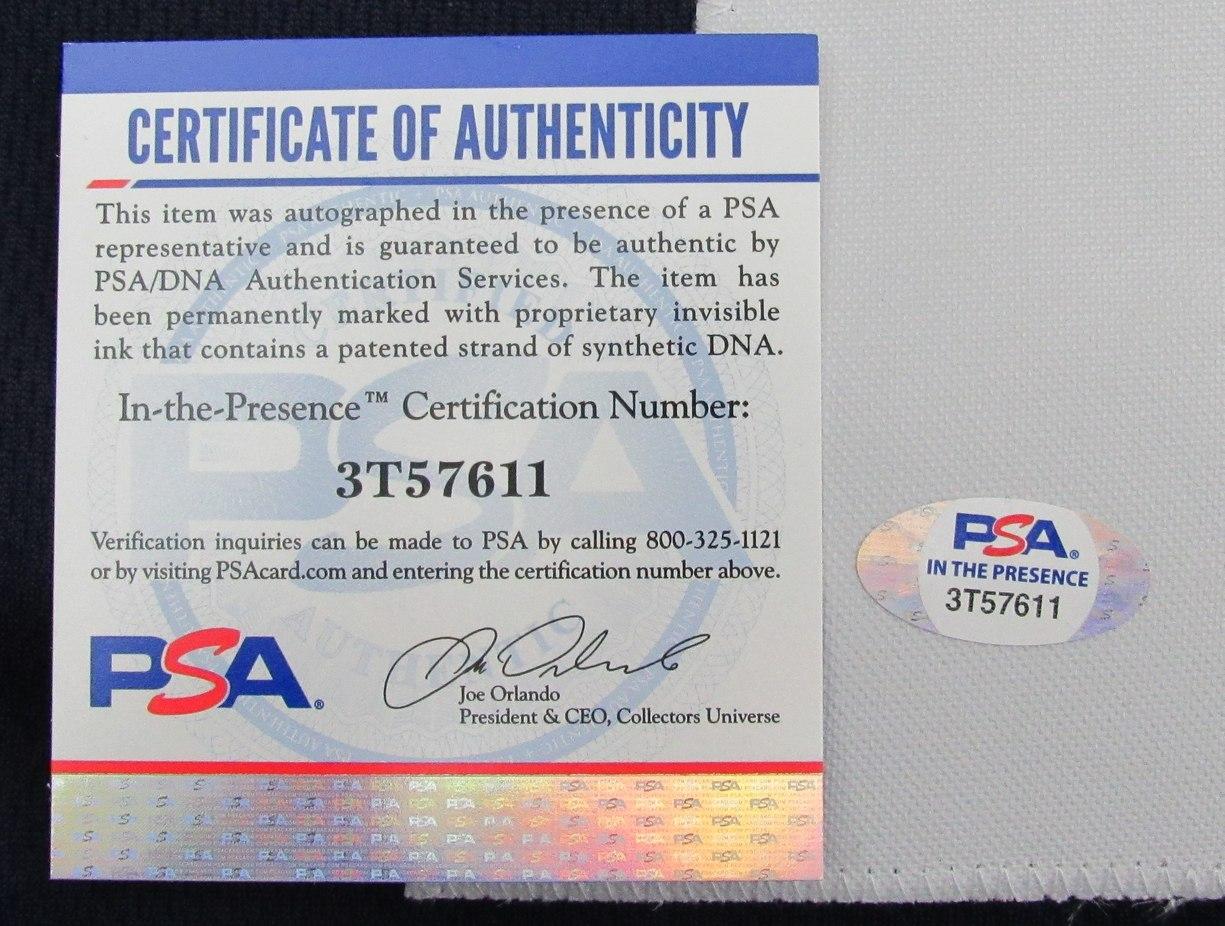 CERTIFICATE OF AUTHENTICITY
This item was autographed in the presence of a PSA
representative and is guaranteed to be authentic by
PSA/DNA Authentication Services. The item has
been permanently marked with proprietary invisible
ink that contains a patented strand of synthetic DNA.
In-the-Presence™ Certification Number:
3T57611
Verification inquiries can be made to PSA by calling 800-325-1121
or by visiting PSAcard.com and entering the certification number above.
PSA®
Joe Orlando
President & CEO, Collectors Universe
PSA®
IN THE PRESENCE
3T57611